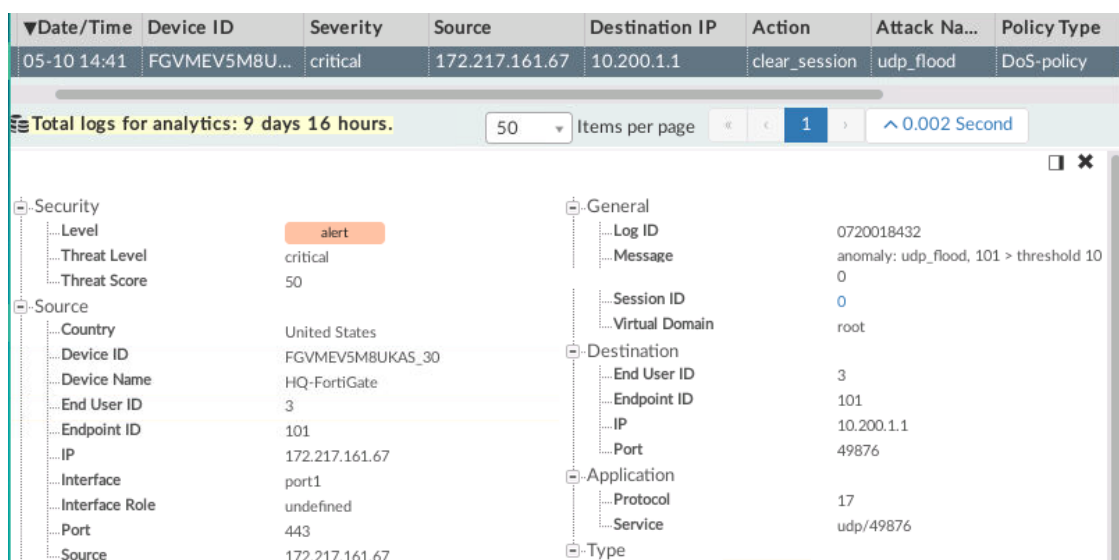 ▼Date/Time Device ID Severity Source Destination IP Action Attack Na... Policy Type
05-10 14:41 FGVMEV5M8U... critical 172.217.161.67 10.200.1.1 clear_session udp_flood DoS-policy
Total logs for analytics: 9 days 16 hours. 50 Items per page « ‹ 1 › 0.002 Second
Security
Level alert
Threat Level critical
Threat Score 50
Source
Country United States
Device ID FGVMEV5M8UKAS_30
Device Name HQ-FortiGate
End User ID 3
Endpoint ID 101
IP 172.217.161.67
Interface port1
Interface Role undefined
Port 443
Source 172.217.161.67
General
Log ID 0720018432
Message anomaly: udp_flood, 101 > threshold 10
0
Session ID 0
Virtual Domain root
Destination
End User ID 3
Endpoint ID 101
IP 10.200.1.1
Port 49876
Application
Protocol 17
Service udp/49876
Type